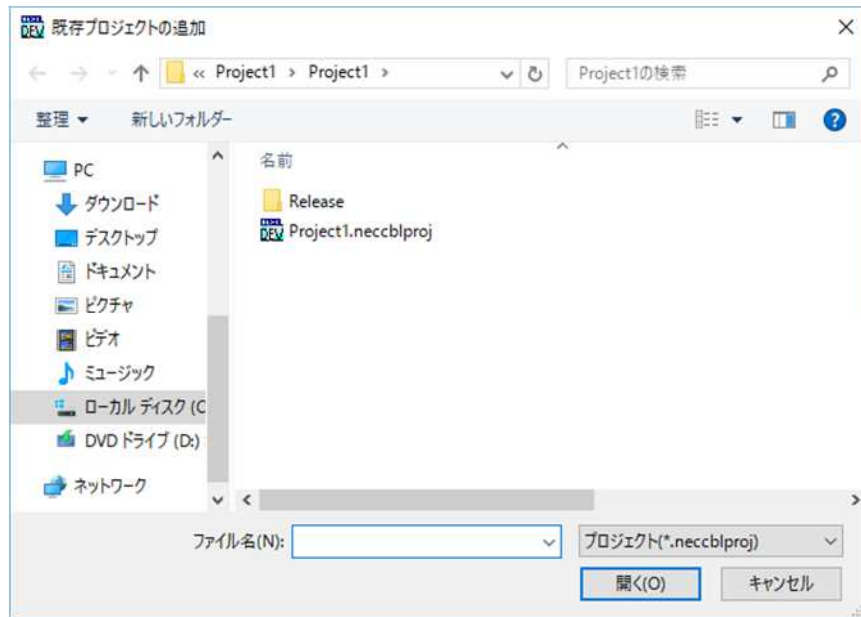 DEV 既存プロジェクトの追加
« Project1 › Project1 ›
Project1の検索
整理
新しいフォルダー
PC
ダウンロード
デスクトップ
ドキュメント
ピクチャ
ビデオ
ミュージック
ローカル ディスク (C
DVD ドライブ (D:)
ネットワーク
名前
Release
DEV Project1.neccblproj
ファイル名(N):
プロジェクト(*.neccblproj)
開く(O)
キャンセル